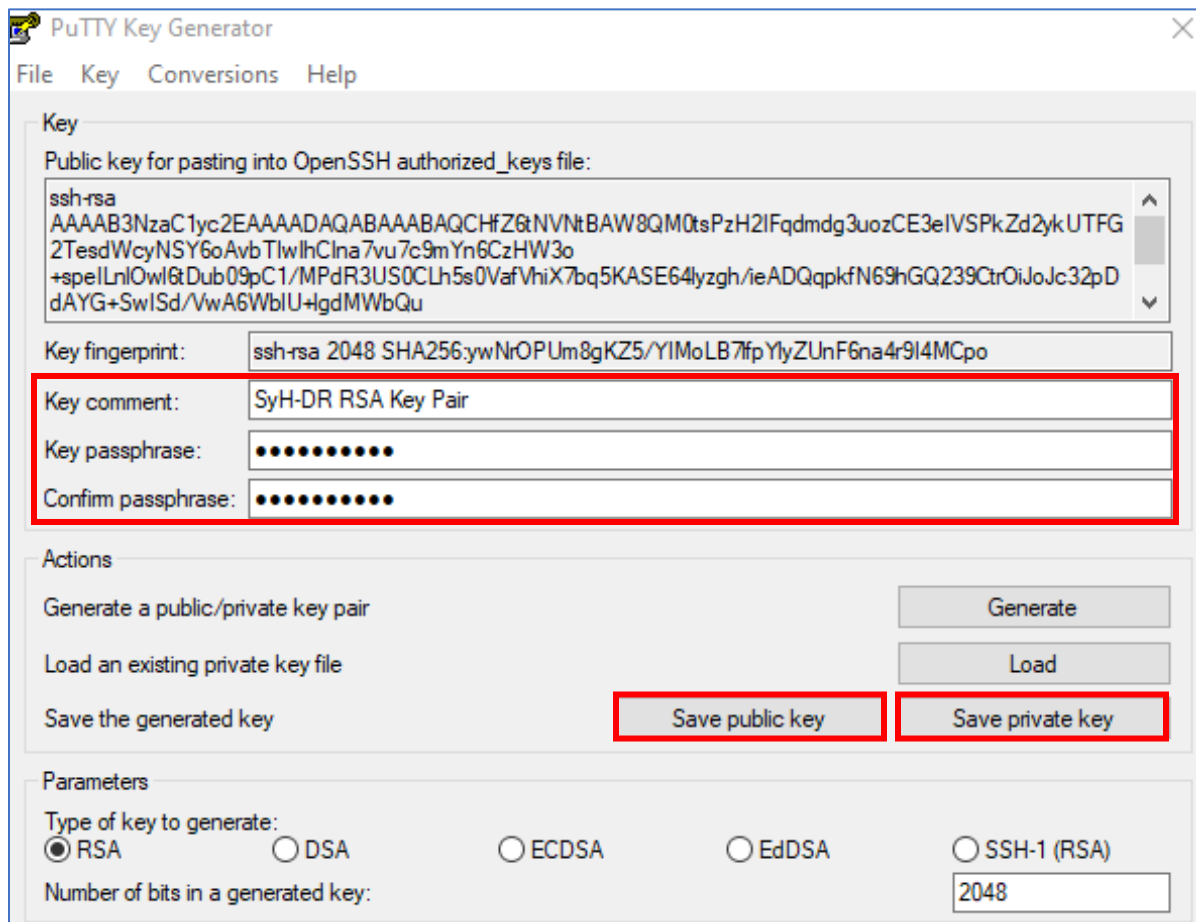 PuTTY Key Generator
File Key Conversions Help
Key
Public key for pasting into OpenSSH authorized_keys file:
ssh-rsa
AAAAB3NzaC1yc2EAAAADAQABAAABAQCHfZ6tNVNtBAW8QM0tsPzH2IFqdmdg3uozCE3eIVSPkZd2ykUTFG
2TesdWcyNSY6oAvbTIwIhClna7vu7c9mYn6CzHW3o
+speILnIOwI6tDub09pC1/MPdR3US0CLh5s0VafVhiX7bq5KASE64lyzgh/ieADQqpkfN69hGQ239CtrOiJoJc32pD
dAYG+SwISd/VwA6WbIU+lgdMWbQu
Key fingerprint: ssh-rsa 2048 SHA256:ywNrOPUm8gKZ5/YIMoLB7lfpYIyZUnF6na4r9I4MCpo
Key comment: SyH-DR RSA Key Pair
Key passphrase: ●●●●●●●●●●
Confirm passphrase: ●●●●●●●●●●
Actions
Generate a public/private key pair Generate
Load an existing private key file Load
Save the generated key Save public key Save private key
Parameters
Type of key to generate:
RSA DSA ECDSA EdDSA SSH-1 (RSA)
Number of bits in a generated key: 2048